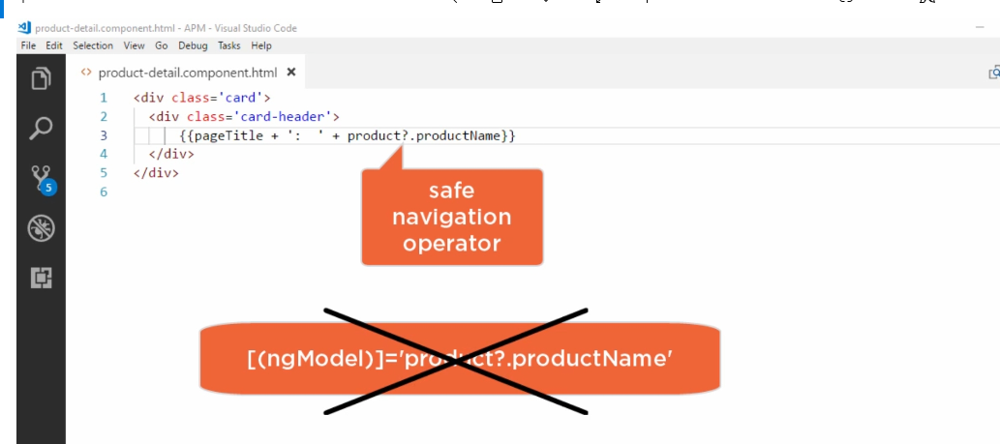 product-detail.component.html - APM - Visual Studio Code
File Edit Selection View Go Debug Tasks Help
<> product-detail.component.html ×
1 <div class='card'>
2 <div class='card-header'>
3 {{pageTitle + ':  ' + product?.productName}}
4 </div>
5 </div>
6
5
safe
navigation
operator
[(ngModel)]='product?.productName'